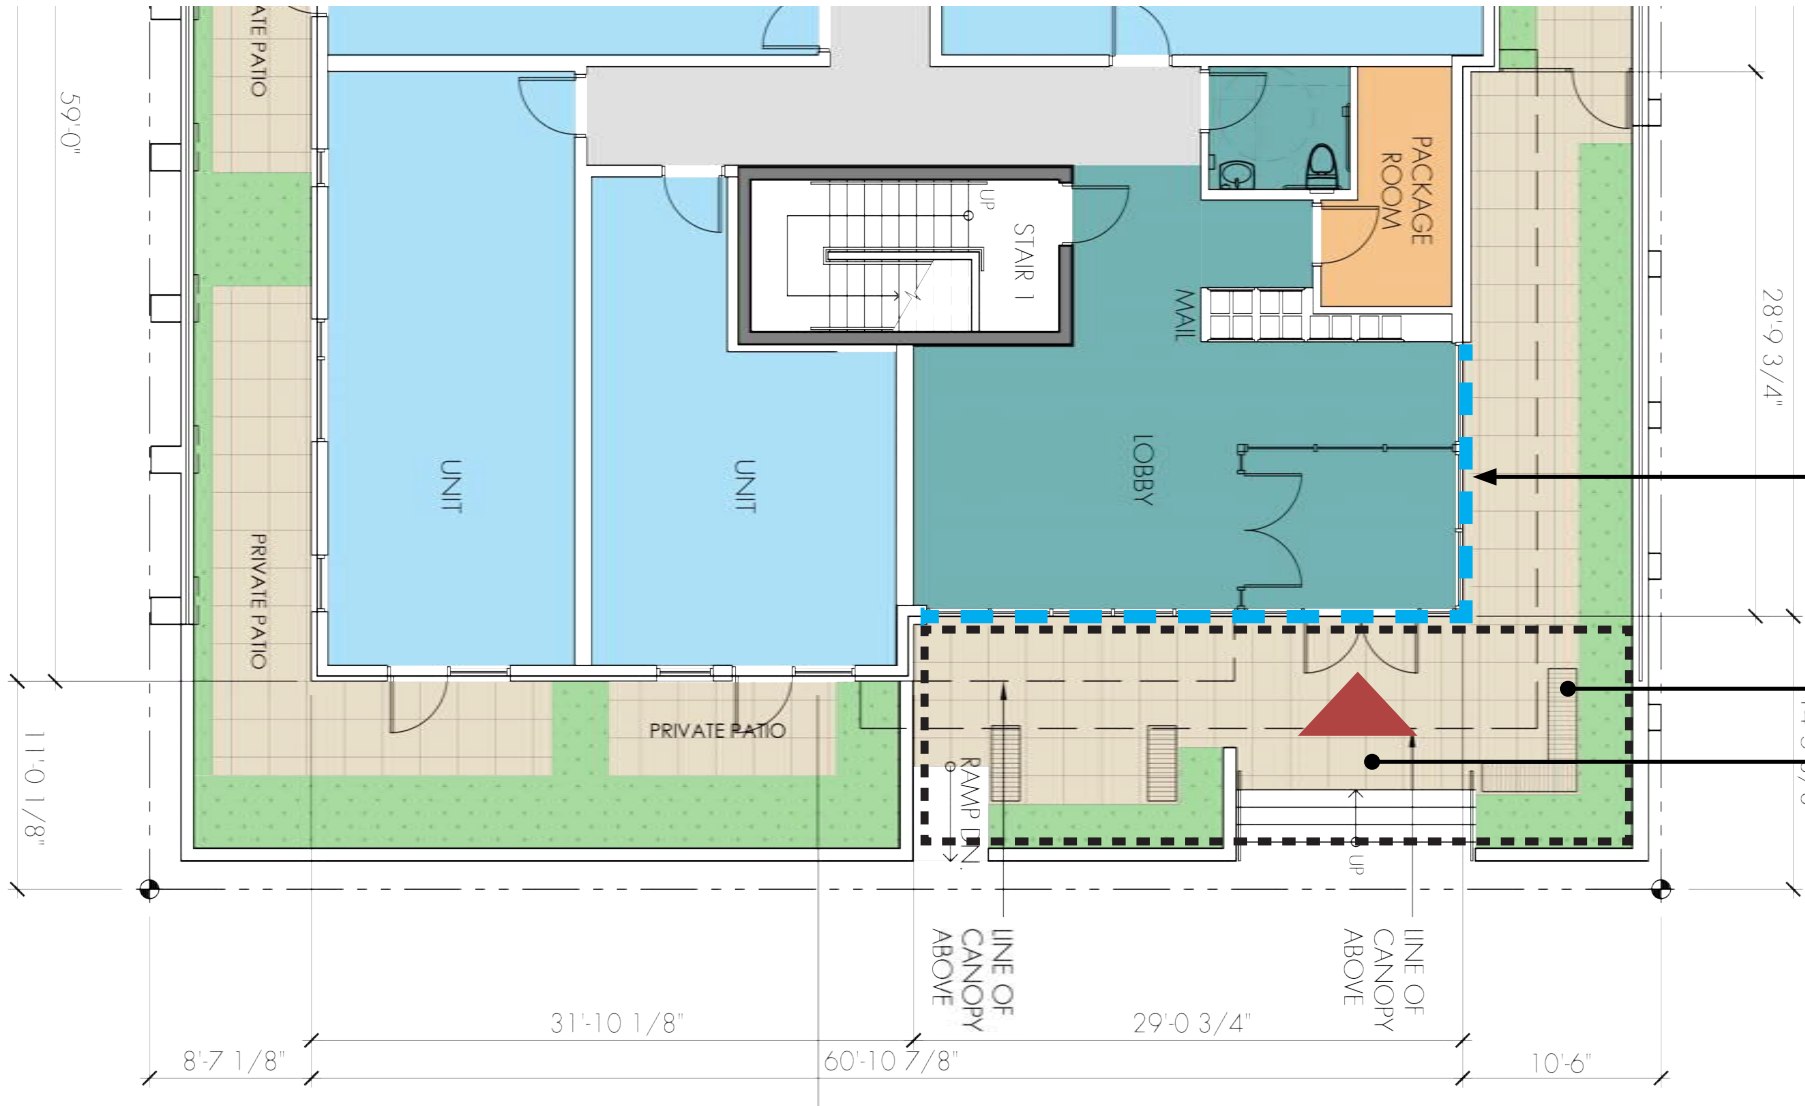 ATE PATIO
59'-0"
UP
STAIR 1
PACKAGE
ROOM
MAIL
28'-9 3/4"
UNIT
UNIT
LOBBY
PRIVATE PATIO
PRIVATE PATIO
RAMP DN.
UP
11'-0 1/8"
LINE OF
CANOPY
ABOVE
LINE OF
CANOPY
ABOVE
31'-10 1/8"
29'-0 3/4"
8'-7 1/8"
60'-10 7/8"
10'-6"